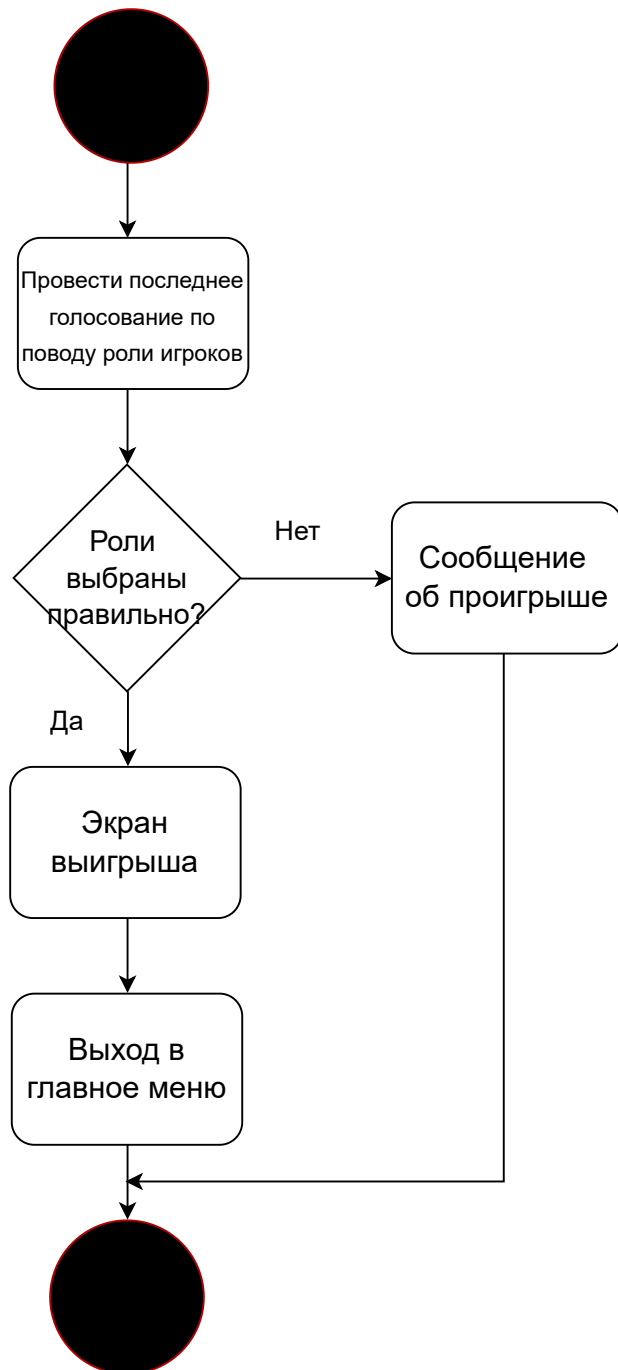 Провести последнее
голосование по
поводу роли игроков
Роли
выбраны
правильно?
Нет
Сообщение
об проигрыше
Да
Экран
выигрыша
Выход в
главное меню